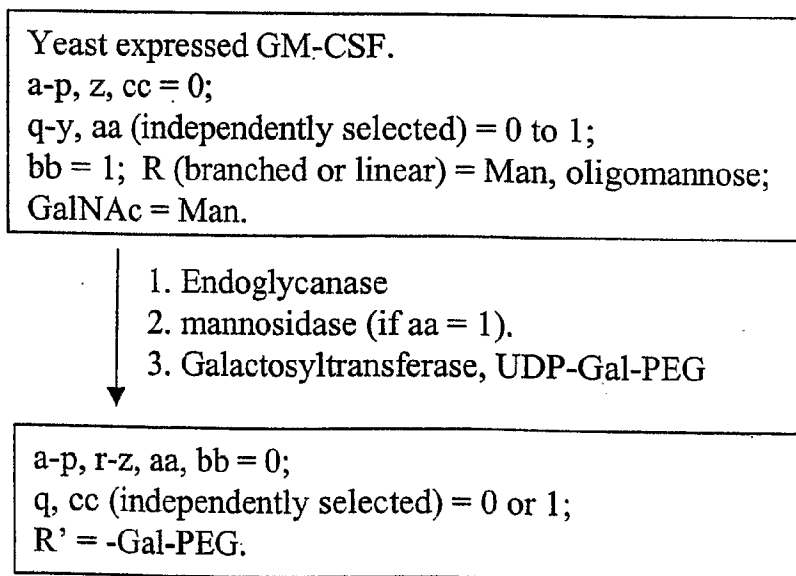 Yeast expressed GM-CSF.
a-p, z, cc = 0;
q-y, aa (independently selected) = 0 to 1;
bb = 1; R (branched or linear) = Man, oligomannose;
GalNAc = Man.
1. Endoglycanase
2. mannosidase (if aa = 1).
3. Galactosyltransferase, UDP-Gal-PEG
a-p, r-z, aa, bb = 0;
q, cc (independently selected) = 0 or 1;
R' = -Gal-PEG.